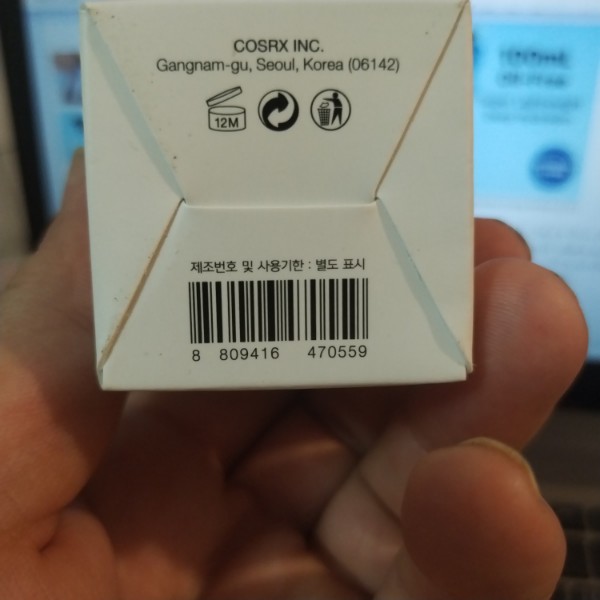 COSRX INC.
Gangnam-gu, Seoul, Korea (06142)
12M
제조번호 및 사용기한 : 별도 표시
8 809416 470559
100mL